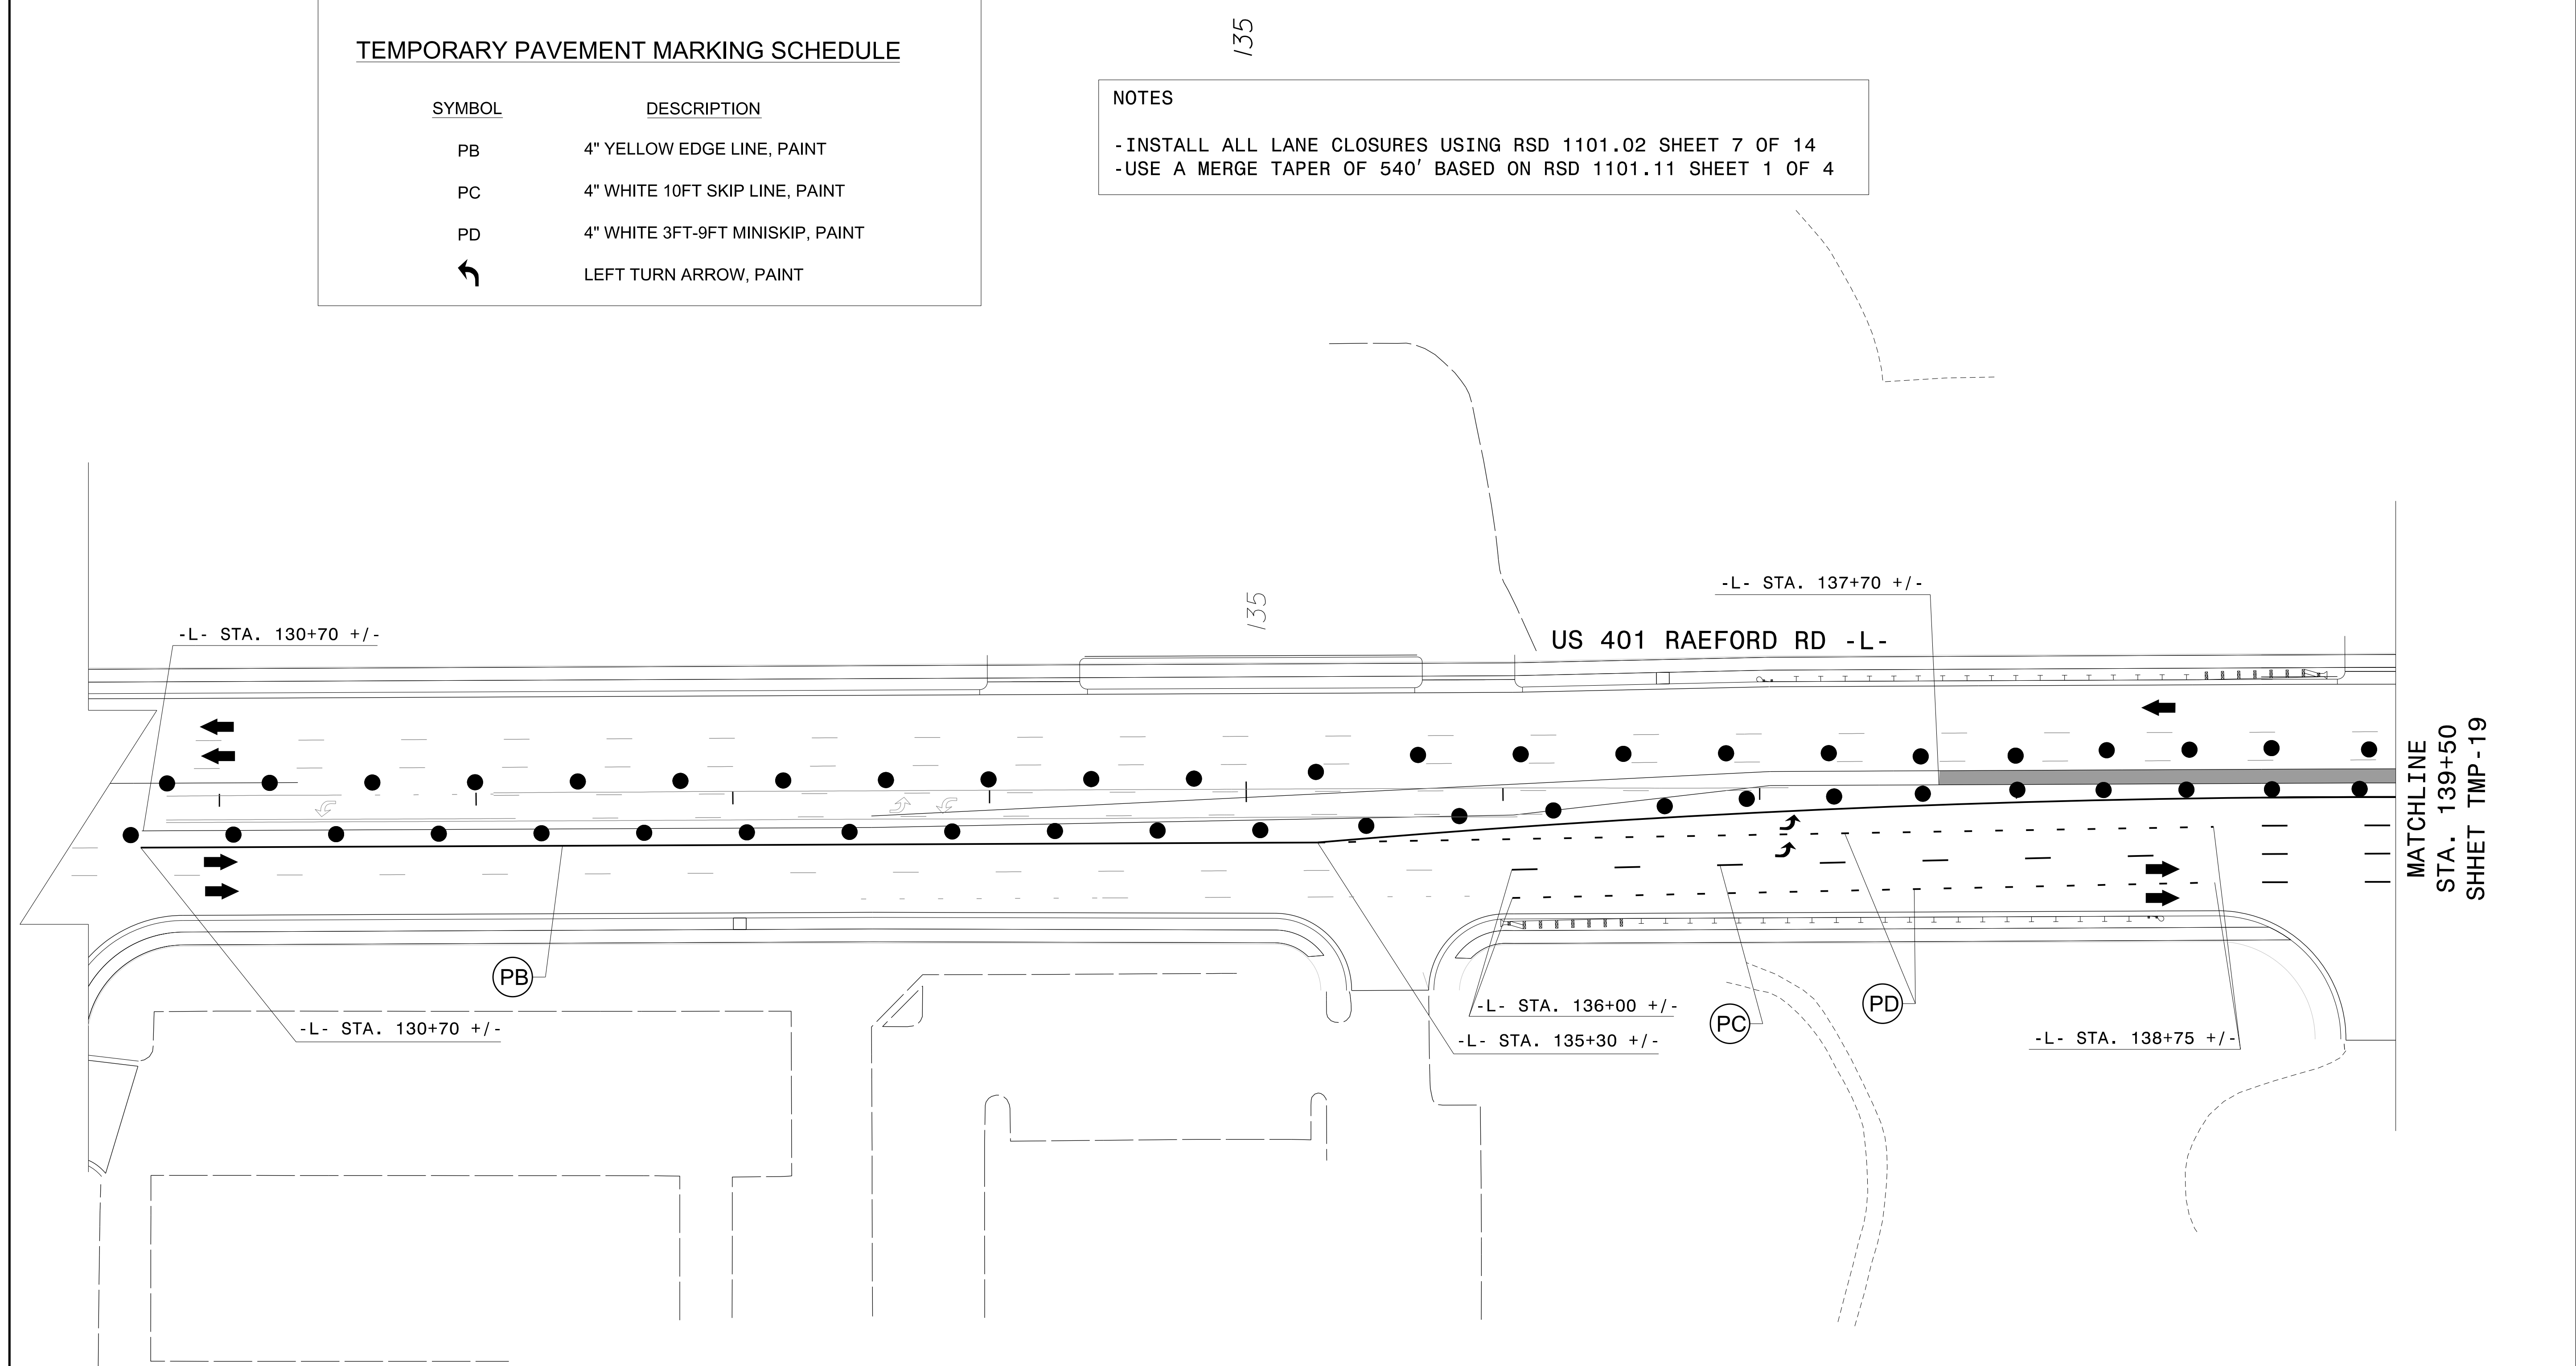 TEMPORARY PAVEMENT MARKING SCHEDULE
SYMBOL DESCRIPTION
PB 4" YELLOW EDGE LINE, PAINT
PC 4" WHITE 10FT SKIP LINE, PAINT
PD 4" WHITE 3FT-9FT MINISKIP, PAINT
LEFT TURN ARROW, PAINT
135
NOTES
-INSTALL ALL LANE CLOSURES USING RSD 1101.02 SHEET 7 OF 14
-USE A MERGE TAPER OF 540' BASED ON RSD 1101.11 SHEET 1 OF 4
-L- STA. 137+70 +/-
135
-L- STA. 130+70 +/-
US 401 RAEFORD RD -L-
MATCHLINE
STA. 139+50
SHHET TMP-19
PB
-L- STA. 130+70 +/-
-L- STA. 136+00 +/-
PC
PD
-L- STA. 135+30 +/-
-L- STA. 138+75 +/-